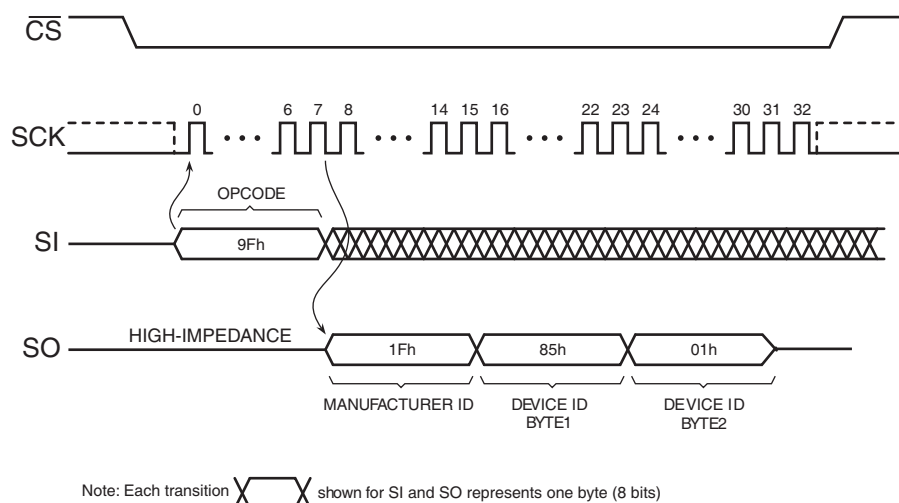 CS
0 6 7 8 14 15 16 22 23 24 30 31 32
SCK
OPCODE
SI
9Fh
HIGH-IMPEDANCE
SO
1Fh 85h 01h
MANUFACTURER ID DEVICE ID DEVICE ID
BYTE1 BYTE2
Note: Each transition shown for SI and SO represents one byte (8 bits)